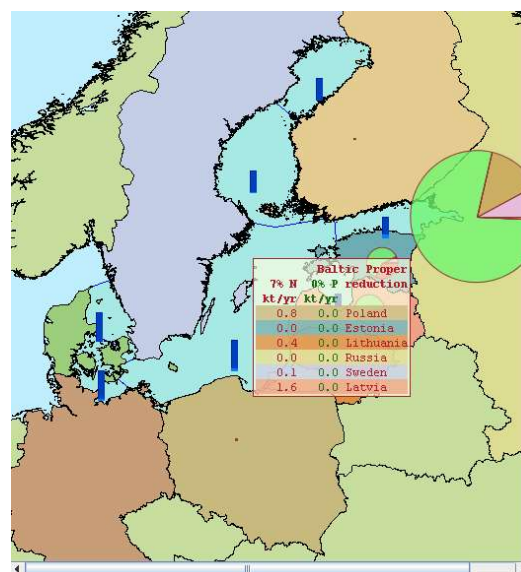 Baltic Proper
7% N 0% P reduction
kt/yr kt/yr
0.8 0.0 Poland
0.0 0.0 Estonia
0.4 0.0 Lithuania
0.0 0.0 Russia
0.1 0.0 Sweden
1.6 0.0 Latvia